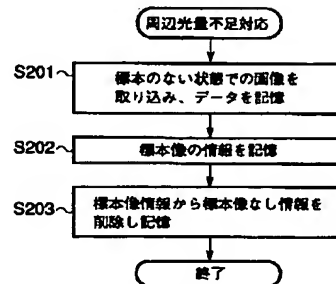 周辺光量不足対応
S201
標本のない状態での画像を
取り込み、データを記憶
S202
標本像の情報を記憶
S203
標本像情報から標本像なし情報を
削除し記憶
終了